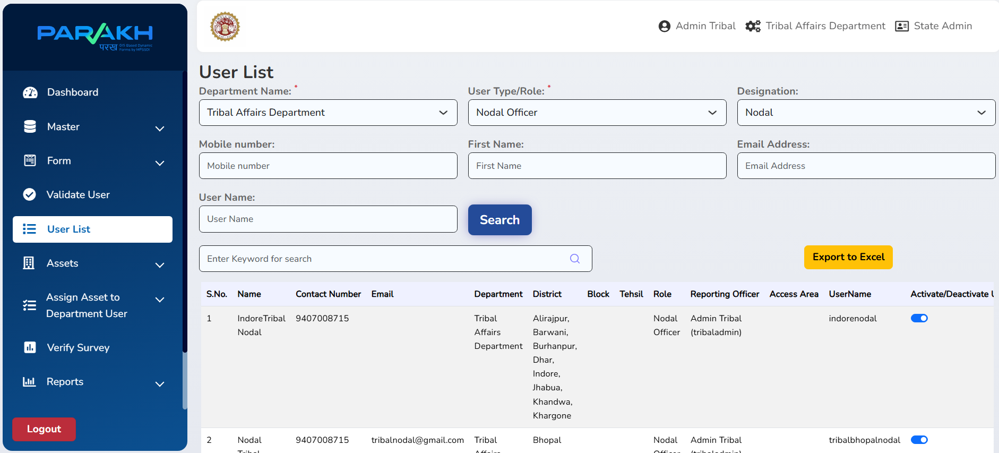 PARAKH
परख GIS Based Dynamic
Forms by MPSSDI
Dashboard
Master
Form
Validate User
User List
Assets
Assign Asset to
Department User
Verify Survey
Reports
Logout
Admin Tribal Tribal Affairs Department State Admin
User List
Department Name: * User Type/Role: * Designation:
Tribal Affairs Department Nodal Officer Nodal
Mobile number: First Name: Email Address:
Mobile number First Name Email Address
User Name:
User Name Search
Enter Keyword for search Export to Excel
S.No. Name Contact Number Email Department District Block Tehsil Role Reporting Officer Access Area UserName Activate/Deactivate
1 IndoreTribal 9407008715 Tribal Alirajpur, Nodal Admin Tribal indorenodal
Nodal Affairs Barwani, Officer (tribaladmin)
Department Burhanpur,
Dhar,
Indore,
Jhabua,
Khandwa,
Khargone
2 Nodal 9407008715 tribalnodal@gmail.com Tribal Bhopal Nodal Admin Tribal tribalbhopalnodal